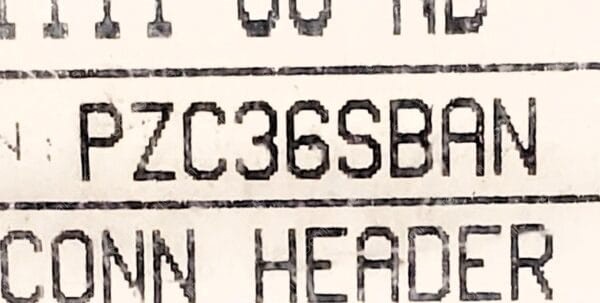 N: PZC36SBAN
CONN HEADER